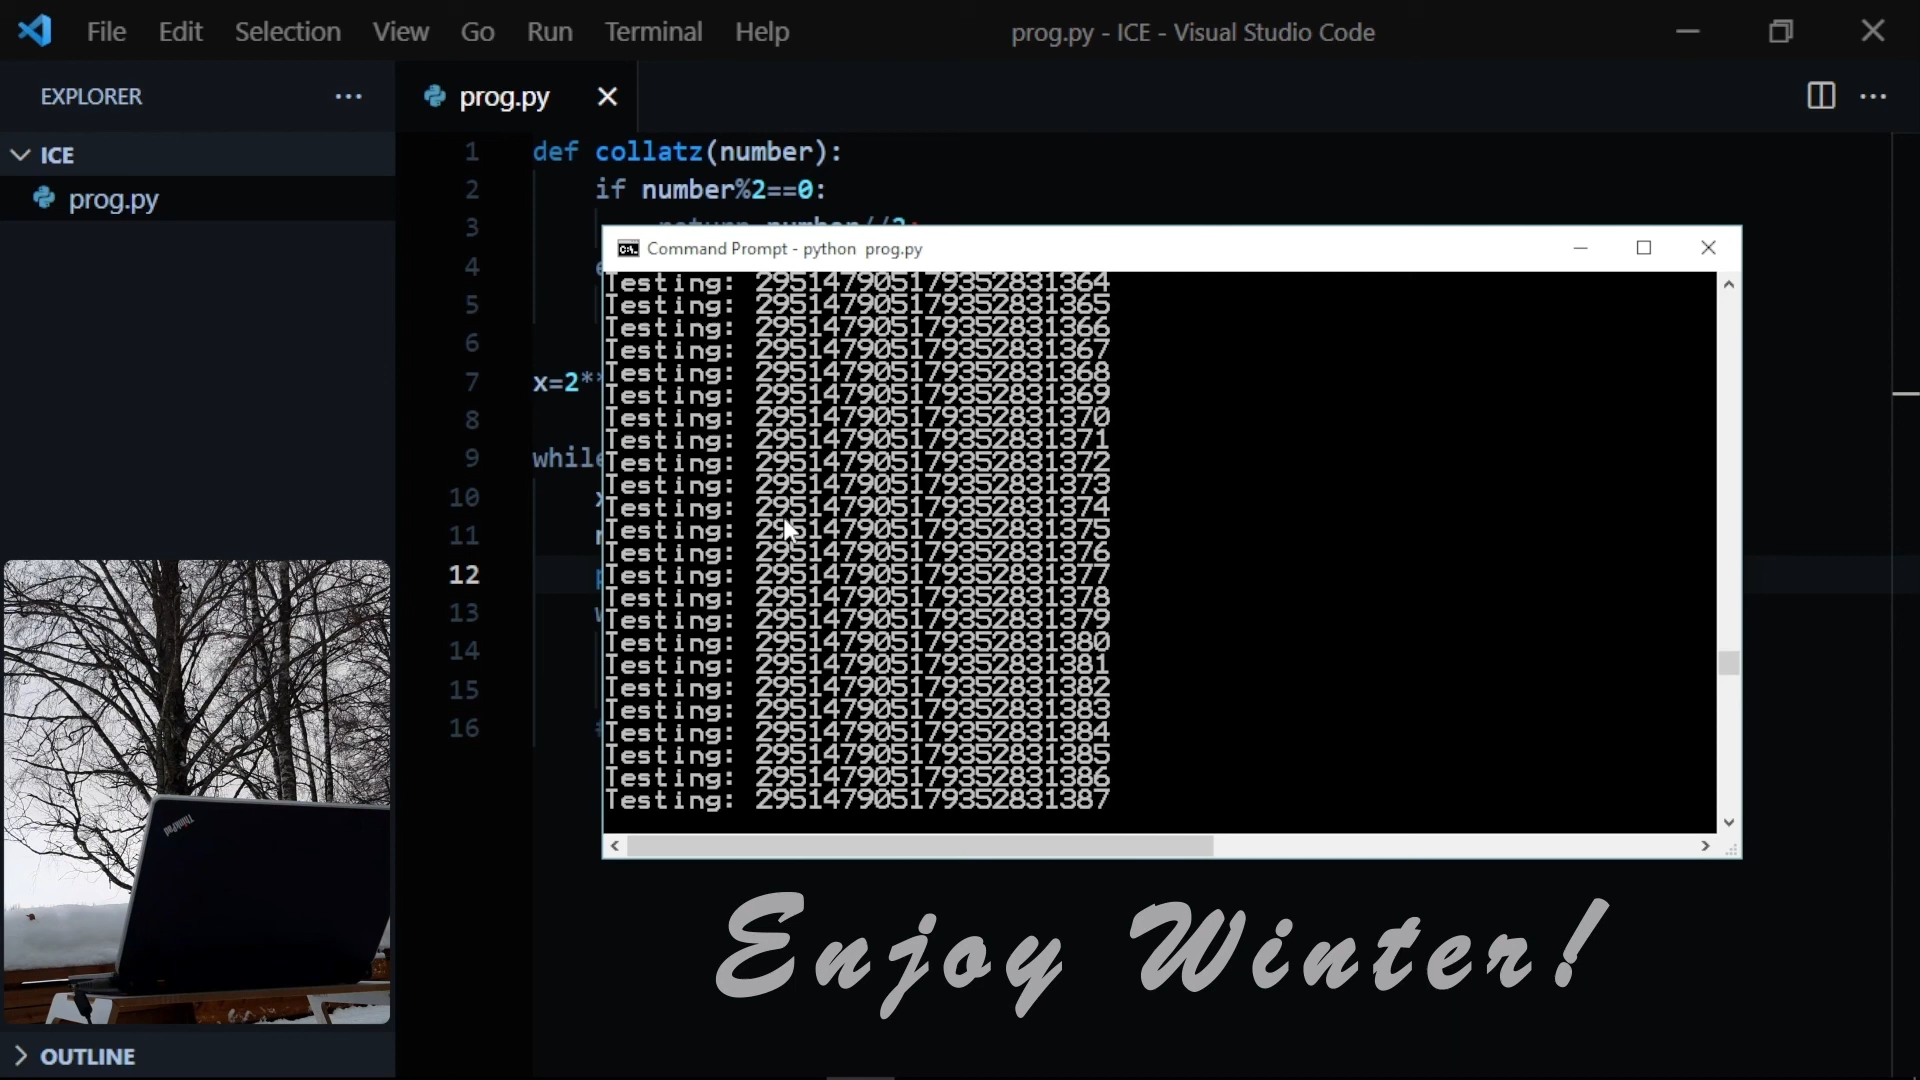 File Edit Selection View Go Run Terminal Help prog.py - ICE - Visual Studio Code
EXPLORER
prog.py
ICE
prog.py
1 def collatz(number):
2 if number%2==0:
3
4
5
6
7 x=2**
8
9 while
10
11
12
13
14
15
16
Command Prompt - python prog.py
Testing: 295147905179352831364
Testing: 295147905179352831365
Testing: 295147905179352831366
Testing: 295147905179352831367
Testing: 295147905179352831368
Testing: 295147905179352831369
Testing: 295147905179352831370
Testing: 295147905179352831371
Testing: 295147905179352831372
Testing: 295147905179352831373
Testing: 295147905179352831374
Testing: 295147905179352831375
Testing: 295147905179352831376
Testing: 295147905179352831377
Testing: 295147905179352831378
Testing: 295147905179352831379
Testing: 295147905179352831380
Testing: 295147905179352831381
Testing: 295147905179352831382
Testing: 295147905179352831383
Testing: 295147905179352831384
Testing: 295147905179352831385
Testing: 295147905179352831386
Testing: 295147905179352831387
ThinkPad
Enjoy Winter!
OUTLINE